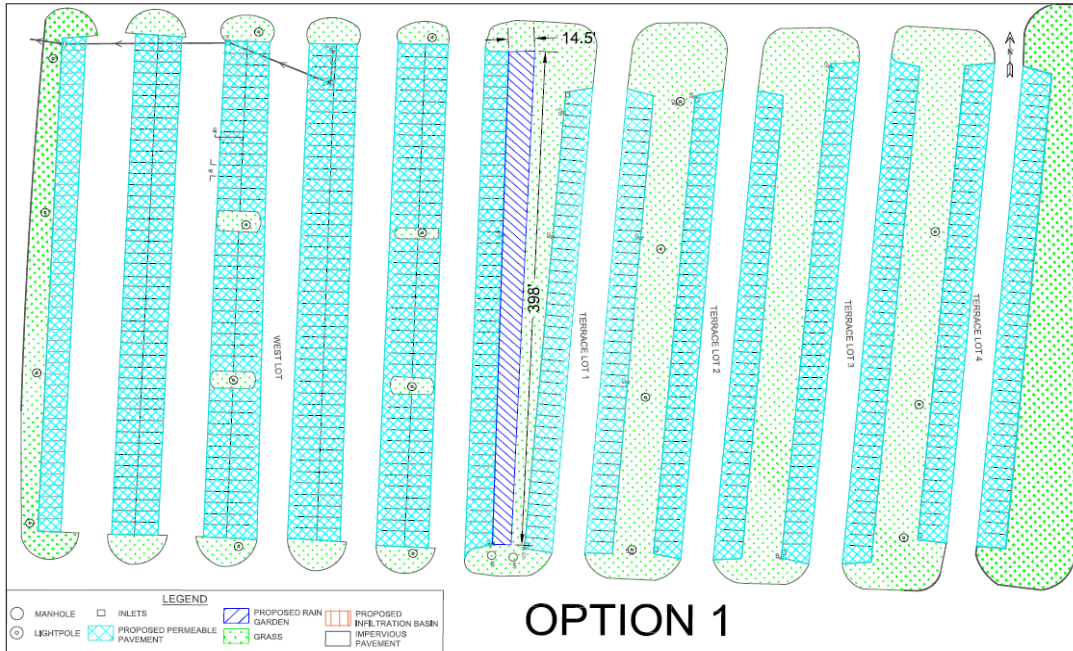 14.5'
N
398'
WEST LOT
TERRACE LOT 1
TERRACE LOT 2
TERRACE LOT 3
TERRACE LOT 4
LEGEND
MANHOLE
INLETS
PROPOSED RAIN
GARDEN
PROPOSED
INFILTRATION BASIN
LIGHTPOLE
PROPOSED PERMEABLE
PAVEMENT
GRASS
IMPERVIOUS
PAVEMENT
OPTION 1